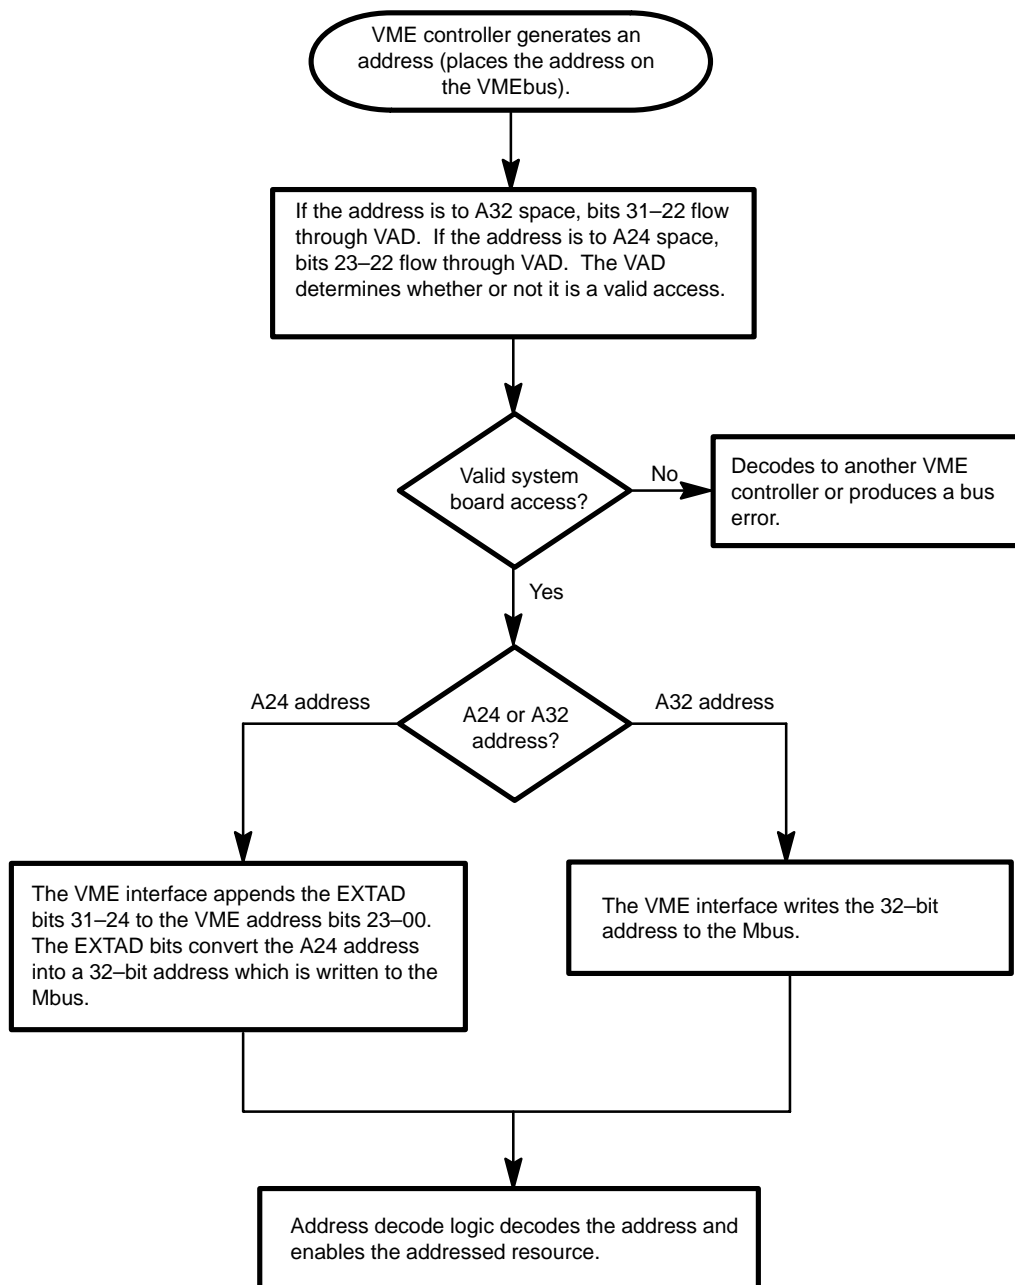 VME controller generates an
address (places the address on
the VMEbus).
If the address is to A32 space, bits 31–22 flow
through VAD.  If the address is to A24 space,
bits 23–22 flow through VAD.  The VAD
determines whether or not it is a valid access.
Valid system
board access?
No
Decodes to another VME
controller or produces a bus
error.
Yes
A24 address
A24 or A32
address?
A32 address
The VME interface appends the EXTAD
bits 31–24 to the VME address bits 23–00.
The EXTAD bits convert the A24 address
into a 32–bit address which is written to the
Mbus.
The VME interface writes the 32–bit
address to the Mbus.
Address decode logic decodes the address and
enables the addressed resource.